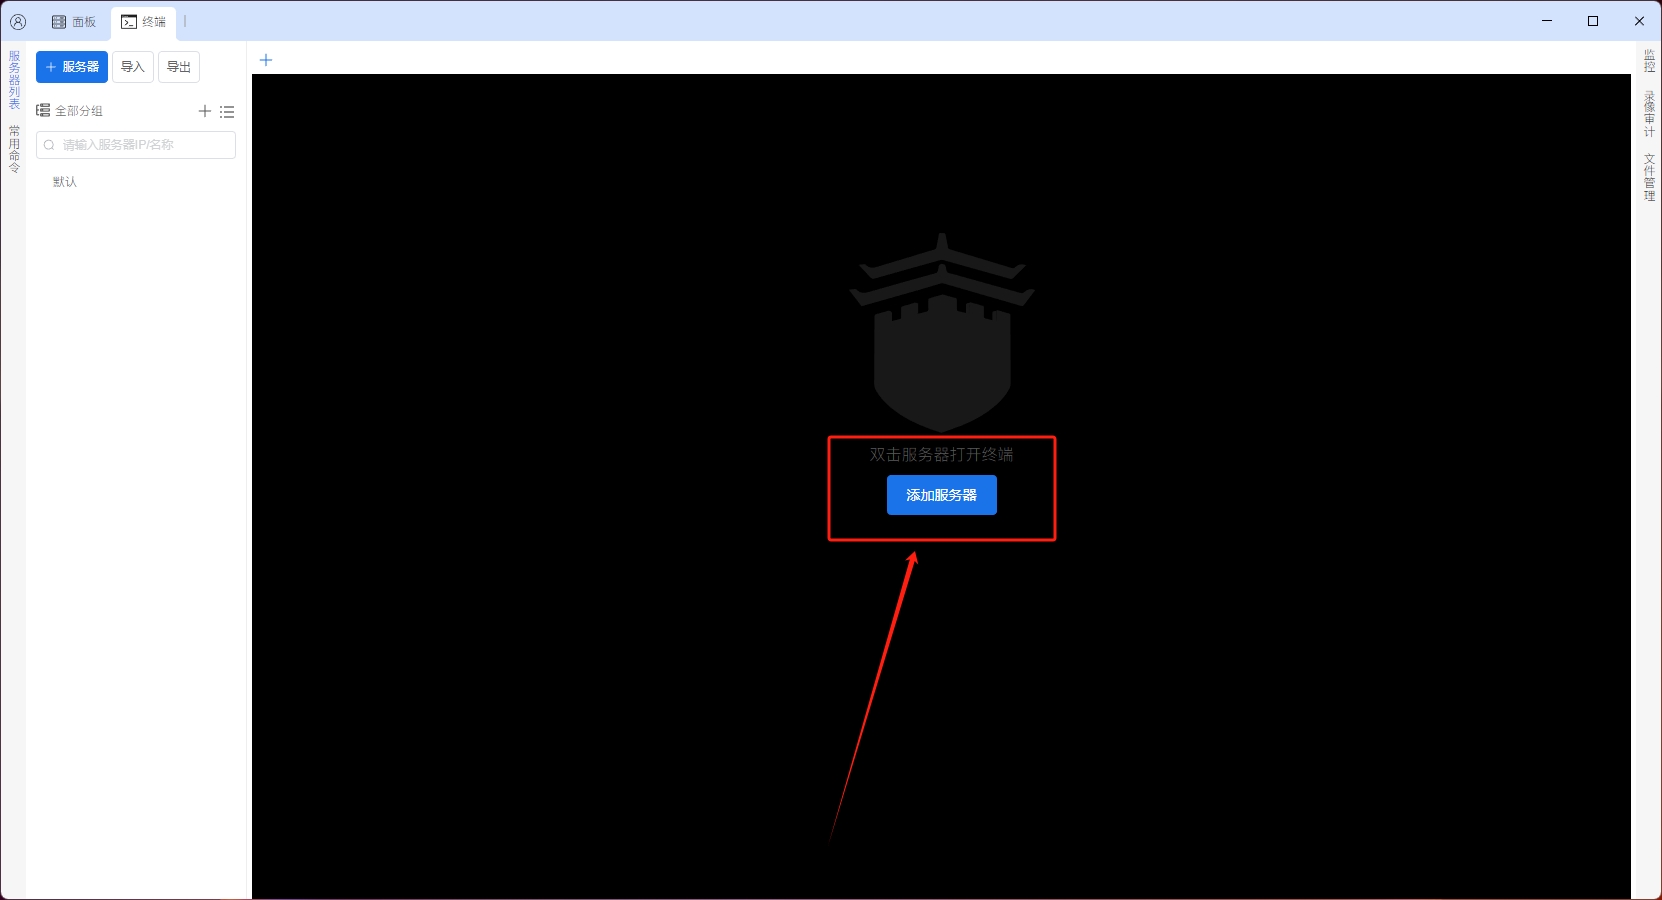 面板
终端
服务器列表
常用命令
服务器
导入
导出
全部分组
请输入服务器IP/名称
默认
双击服务器打开终端
添加服务器
监控
录像审计
文件管理